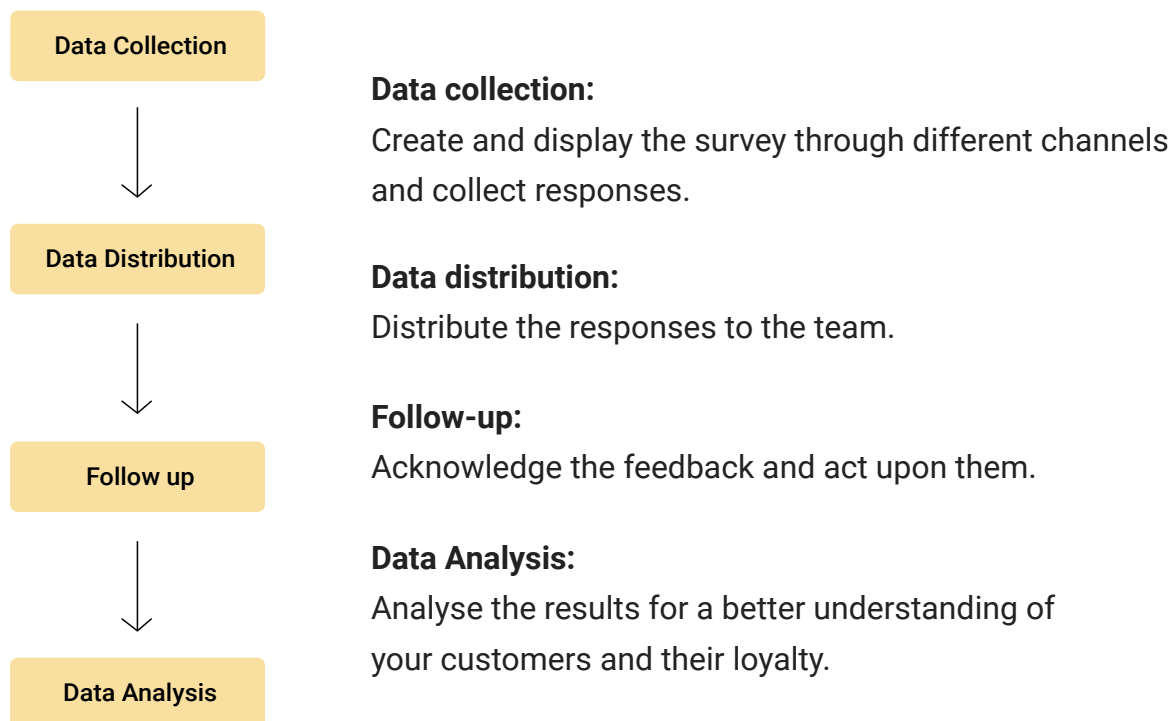 Data Collection
Data Distribution
Follow up
Data Analysis
Data collection:
Create and display the survey through different channels
and collect responses.
Data distribution:
Distribute the responses to the team.
Follow-up:
Acknowledge the feedback and act upon them.
Data Analysis:
Analyse the results for a better understanding of
your customers and their loyalty.